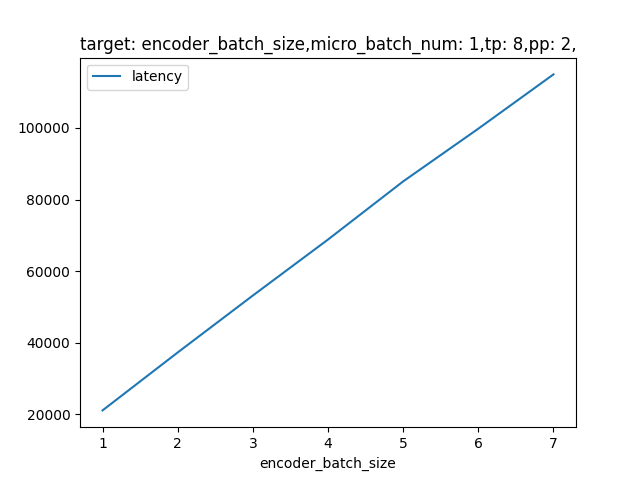 target: encoder_batch_size,micro_batch_num: 1,tp: 8,pp: 2,
latency
100000
80000
60000
40000
20000
1 2 3 4 5 6 7
encoder_batch_size